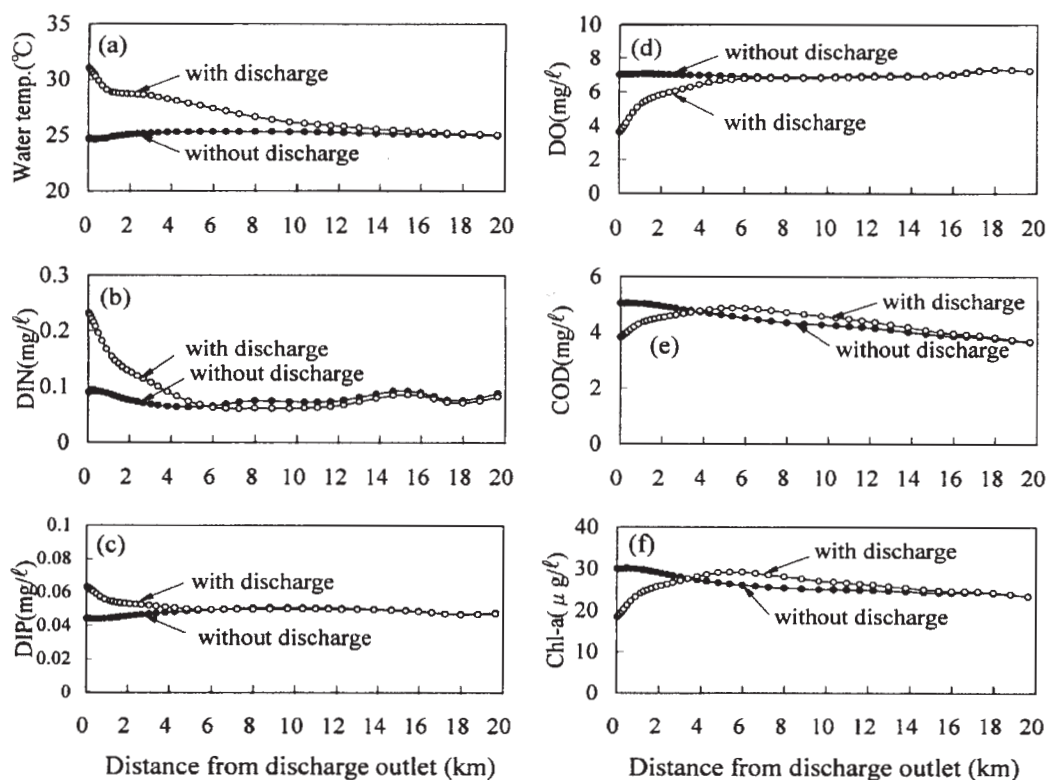 Water temp.(℃)
35
30
25
20
(a)
with discharge
without discharge
0 2 4 6 8 10 12 14 16 18 20
DIN(mg/ℓ)
0.3
0.2
0.1
0
(b)
with discharge
without discharge
0 2 4 6 8 10 12 14 16 18 20
DIP(mg/ℓ)
0.1
0.08
0.06
0.04
0.02
0
(c)
with discharge
without discharge
0 2 4 6 8 10 12 14 16 18 20
Distance from discharge outlet (km)
DO(mg/ℓ)
10
8
6
4
2
0
(d)
without discharge
with discharge
0 2 4 6 8 10 12 14 16 18 20
COD(mg/ℓ)
6
4
2
0
with discharge
(e)
without discharge
0 2 4 6 8 10 12 14 16 18 20
Chl-a(μ g/ℓ)
40
30
20
10
0
(f)
with discharge
without discharge
0 2 4 6 8 10 12 14 16 18 20
Distance from discharge outlet (km)